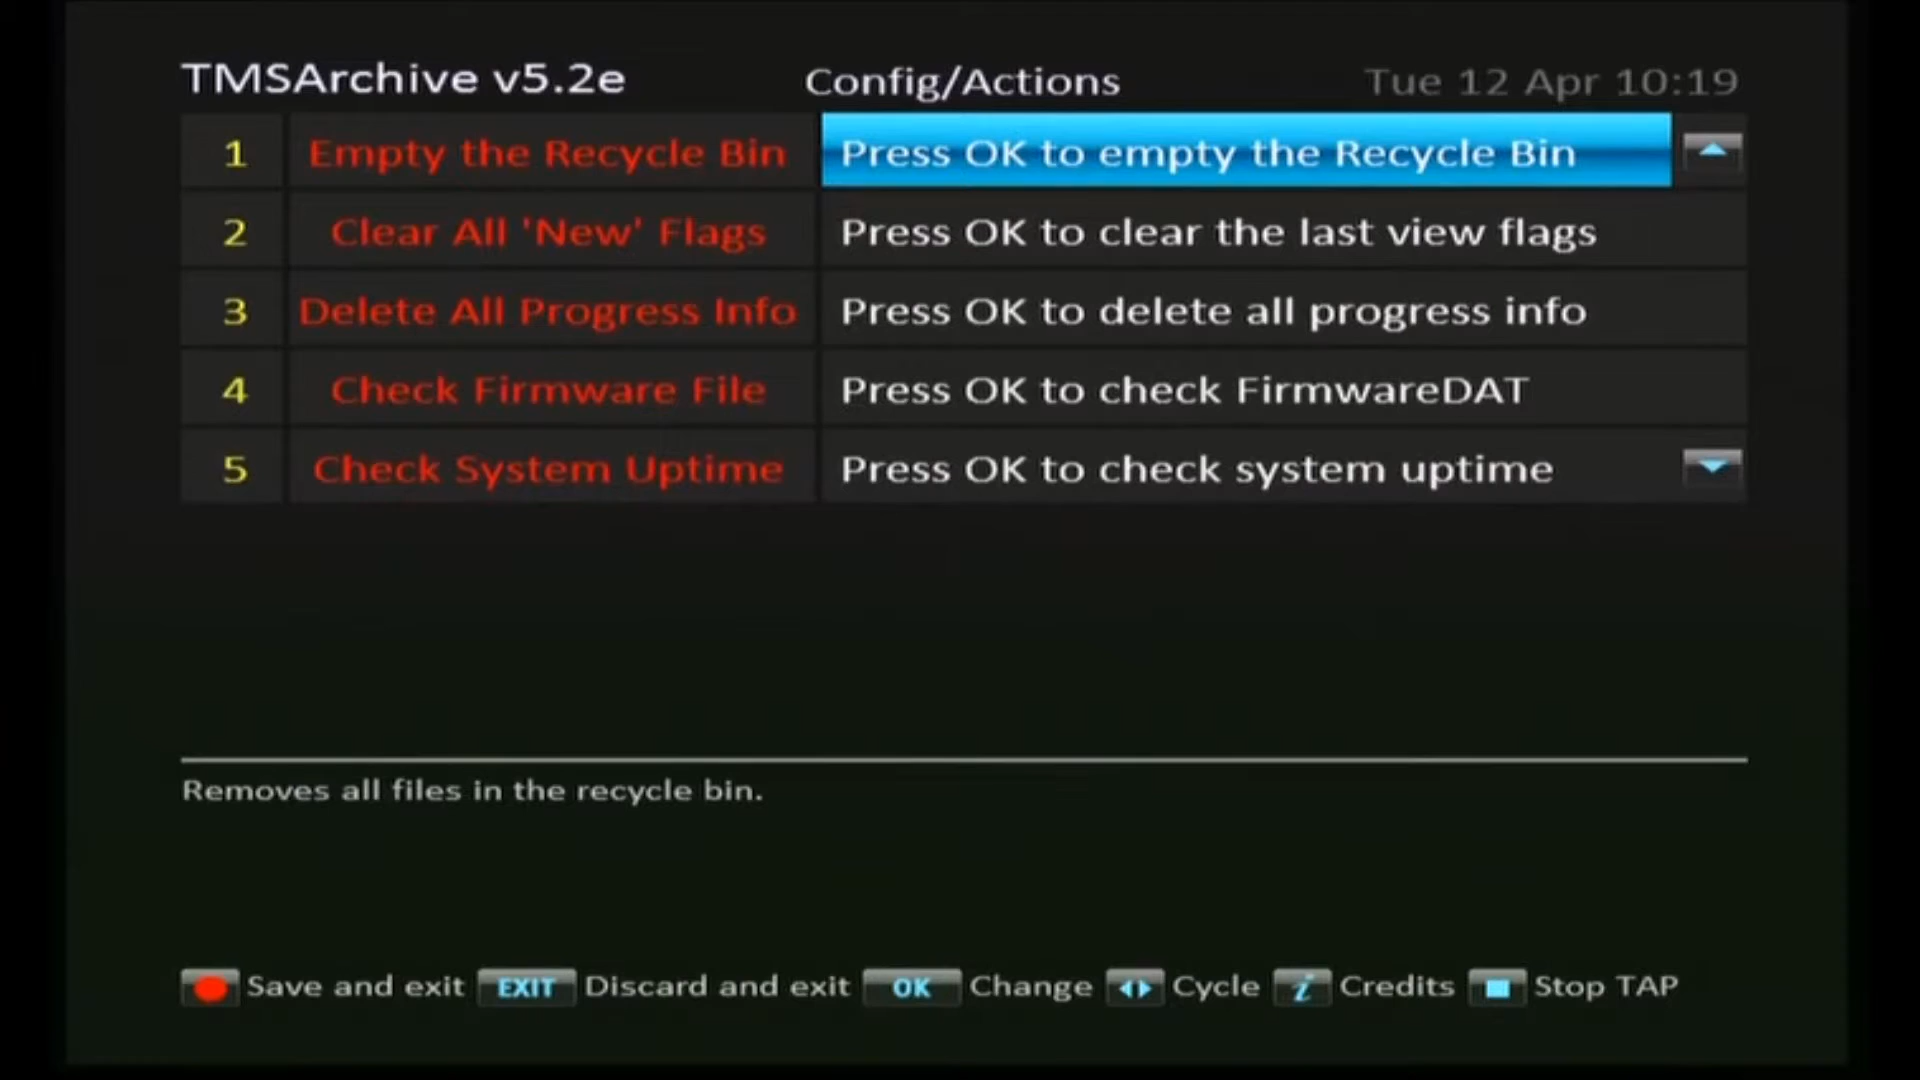 TMSArchive v5.2e Config/Actions Tue 12 Apr 10:19
1 Empty the Recycle Bin Press OK to empty the Recycle Bin
2 Clear All 'New' Flags Press OK to clear the last view flags
3 Delete All Progress Info Press OK to delete all progress info
4 Check Firmware File Press OK to check FirmwareDAT
5 Check System Uptime Press OK to check system uptime
Removes all files in the recycle bin.
Save and exit EXIT Discard and exit OK Change Cycle i Credits Stop TAP